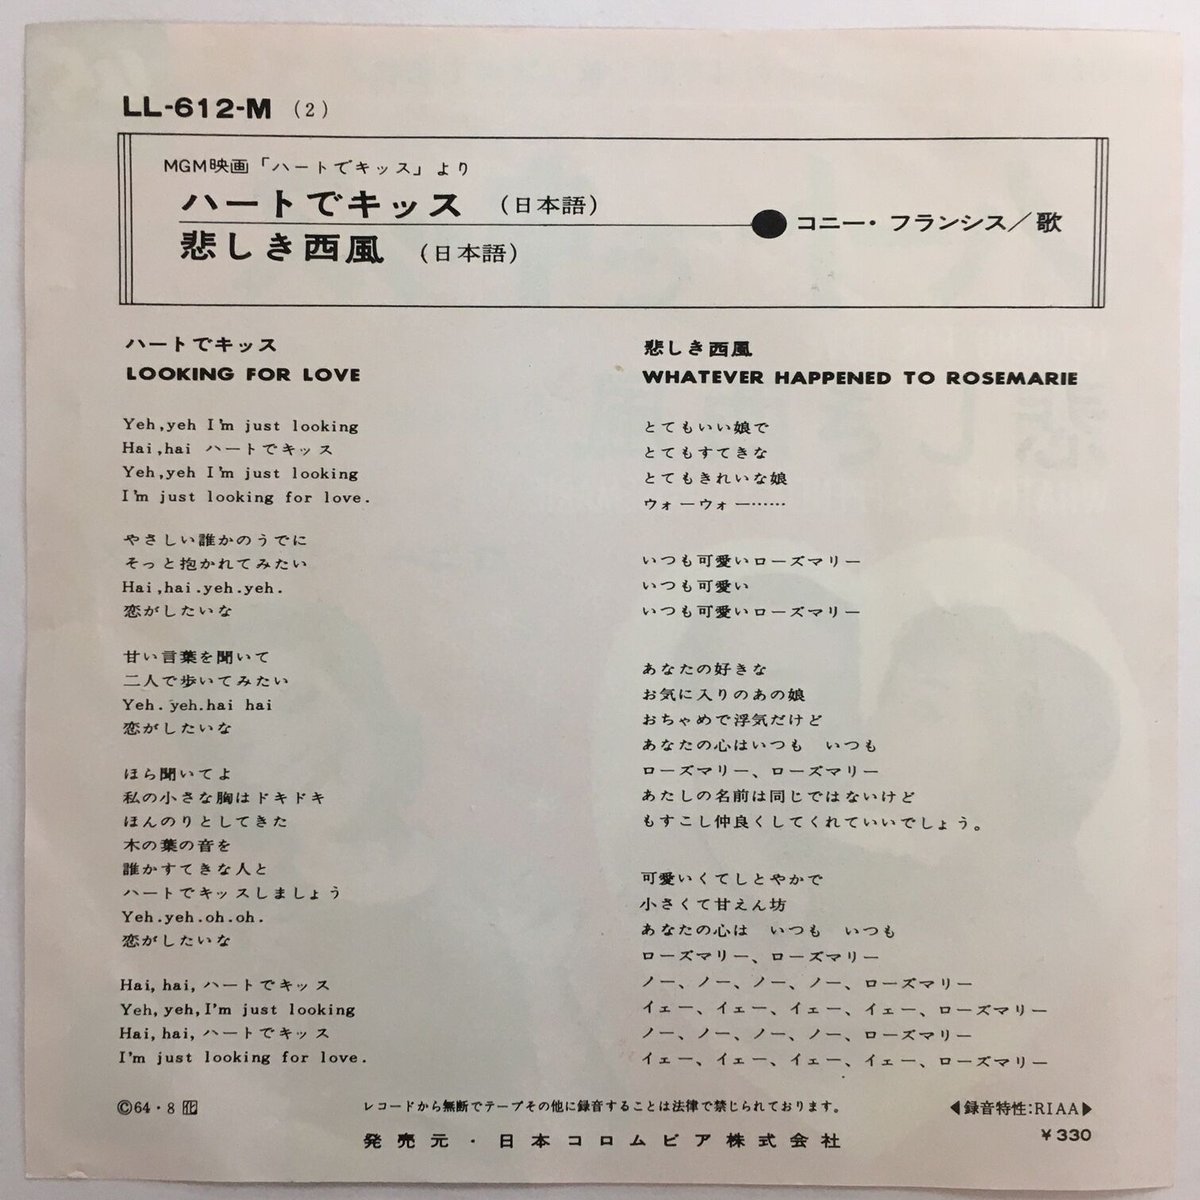 LL-612-M (2)
MGM映画「ハートでキッス」より
ハートでキッス (日本語)
悲しき西風 (日本語)
コニー・フランシス/歌
ハートでキッス
LOOKING FOR LOVE
Yeh,yeh I'm just looking
Hai,hai ハートでキッス
Yeh,yeh I'm just looking
I'm just looking for love.
やさしい誰かのうでに
そっと抱かれてみたい
Hai,hai.yeh.yeh.
恋がしたいな
甘い言葉を聞いて
二人で歩いてみたい
Yeh. yeh.hai hai
恋がしたいな
ほら聞いてよ
私の小さな胸はドキドキ
ほんのりとしてきた
木の葉の音を
誰かすてきな人と
ハートでキッスしましょう
Yeh.yeh.oh.oh.
恋がしたいな
Hai, hai, ハートでキッス
Yeh, yeh, I'm just looking
Hai, hai, ハートでキッス
I'm just looking for love.
悲しき西風
WHATEVER HAPPENED TO ROSEMARIE
とてもいい娘で
とてもすてきな
とてもきれいな娘
ウォーウォー……
いつも可愛いローズマリー
いつも可愛い
いつも可愛いローズマリー
あなたの好きな
お気に入りのあの娘
おちゃめで浮気だけど
あなたの心はいつも いつも
ローズマリー、ローズマリー
あたしの名前は同じではないけど
もすこし仲良くしてくれていいでしょう。
可愛いくてしとやかで
小さくて甘えん坊
あなたの心は いつも いつも
ローズマリー、ローズマリー
ノー、ノー、ノー、ノー、ローズマリー
イェー、イェー、イェー、イェー、ローズマリー
ノー、ノー、ノー、ノー、ローズマリー
イェー、イェー、イェー、イェー、ローズマリー
©64・8
レコードから無断でテープその他に録音することは法律で禁じられております。
◀録音特性:RIAA▶
¥330
発売元・日本コロムビア株式会社